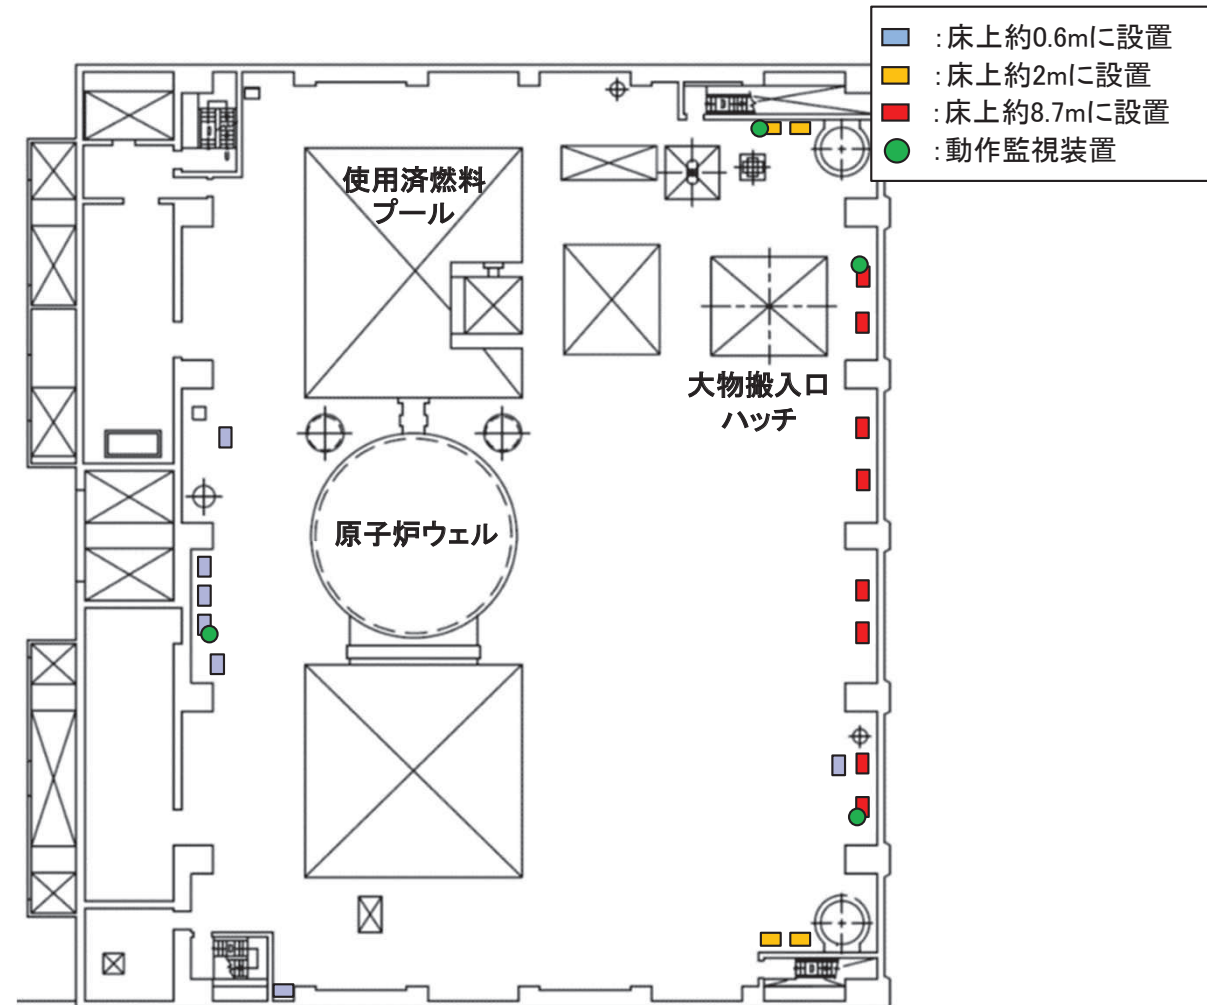 ：床上約0.6mに設置
：床上約2mに設置
：床上約8.7mに設置
：動作監視装置
使用済燃料
プール
大物搬入口
ハッチ
原子炉ウェル